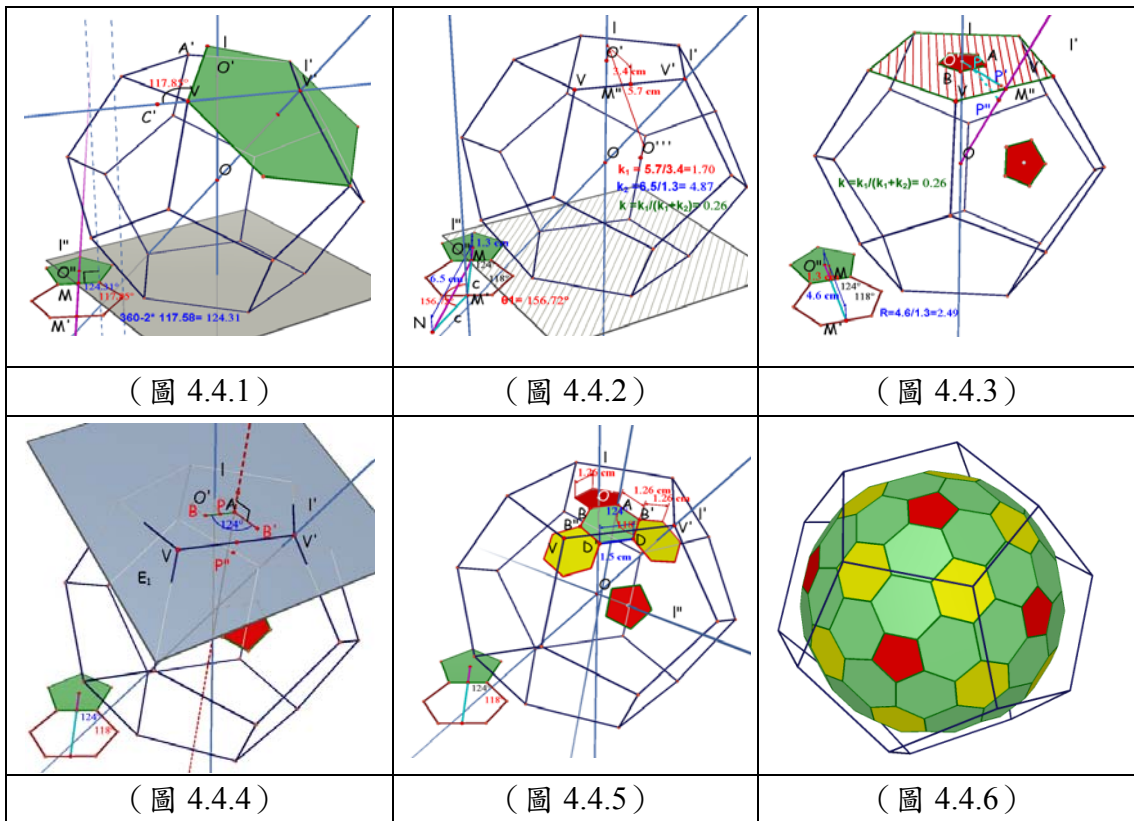 l
A'
O'
l'
117.85°
V'
V
C'
O
l''
O''
124.31°
117.85°
M
M'
360-2* 117.58= 124.31
(圖 4.4.1)
l
O'
l'
3.4 cm
V
V'
M''
5.7 cm
O'''
O
k₁ = 5.7/3.4=1.70
k₂ =6.5/1.3= 4.87
k =k₁/(k₁+k₂)= 0.26
l''
O''
1.3 cm
M
124°
118°
6.5 cm
c
156.
M'
θ1= 156.72°
N
c
(圖 4.4.2)
l
l'
O'
P
A
B
V
P'
V
M''
P''
O
k =k₁/(k₁+k₂)= 0.26
O''
M
1.3 cm
124°
4.6 cm
118°
M'
R=4.6/1.3=2.49
(圖 4.4.3)
l
O'
P
A
l'
B
B'
124°
V
V'
P''
E₁
124°
118°
(圖 4.4.4)
l
1.26 cm
1.26 cm
O'
A
1.26 cm
B
B'
l'
124°
B''
118°
V'
V
D
D
1.5 cm
O
l''
124°
118°
(圖 4.4.5)
(圖 4.4.6)